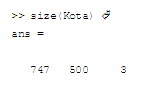 >> size(Kota)
ans =
747 500 3